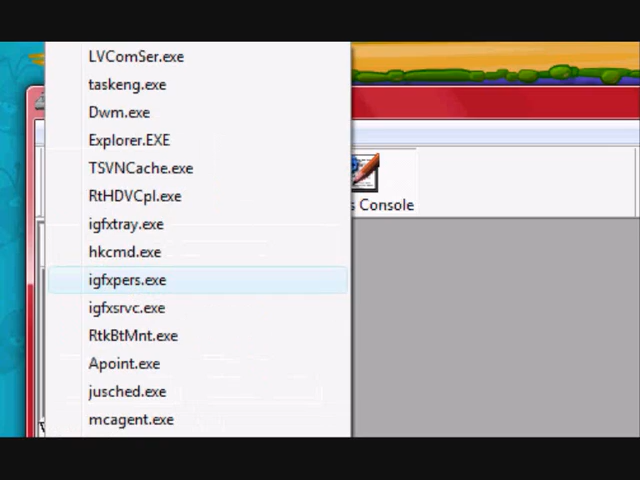 LVComSer.exe
taskeng.exe
Dwm.exe
Explorer.EXE
TSVNCache.exe
RtHDVCpl.exe
igfxtray.exe
hkcmd.exe
igfxpers.exe
igfxsrvc.exe
RtkBtMnt.exe
Apoint.exe
jusched.exe
mcagent.exe
s Console